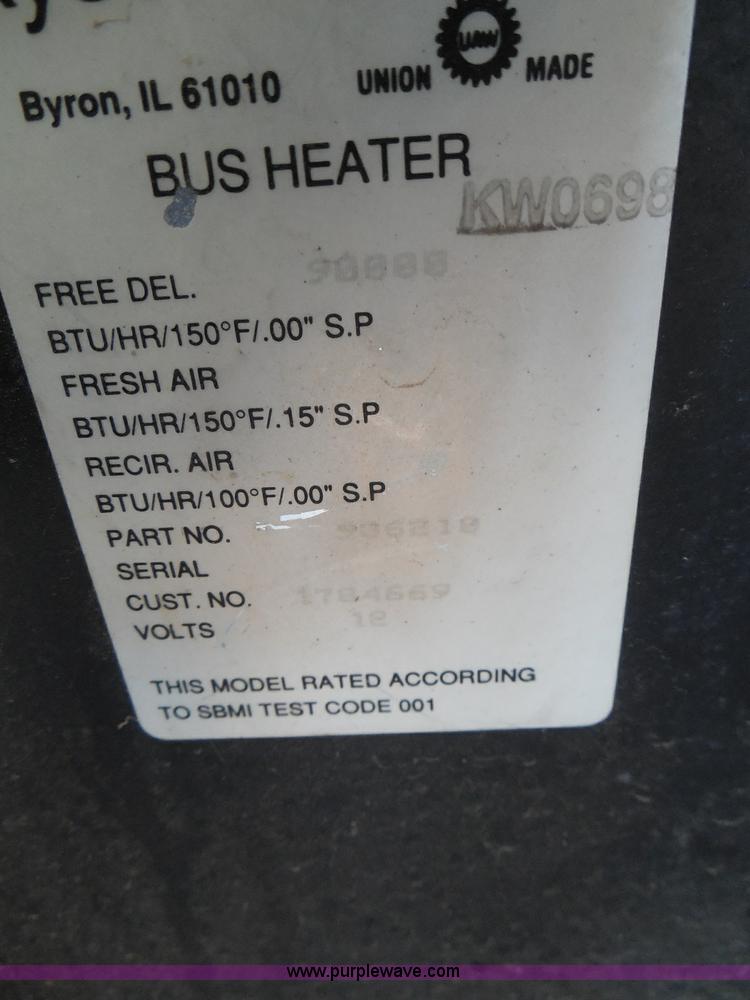 UAW
Byron, IL 61010 UNION MADE
BUS HEATER
KW0698
FREE DEL.
BTU/HR/150°F/.00" S.P
FRESH AIR
BTU/HR/150°F/.15" S.P
RECIR. AIR
BTU/HR/100°F/.00" S.P
PART NO.
SERIAL
CUST. NO. 1784669
VOLTS 12
THIS MODEL RATED ACCORDING
TO SBMI TEST CODE 001
www.purplewave.com